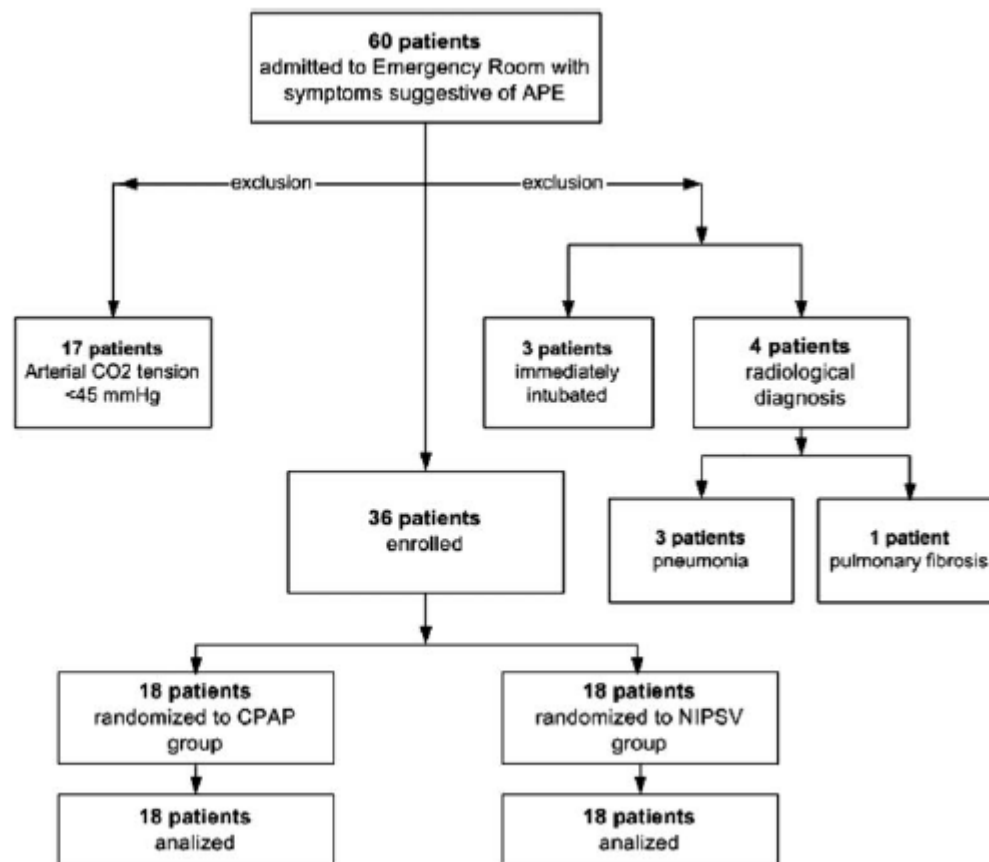 60 patients
admitted to Emergency Room with
symptoms suggestive of APE
exclusion
exclusion
17 patients
Arterial CO2 tension
<45 mmHg
3 patients
immediately
intubated
4 patients
radiological
diagnosis
36 patients
enrolled
3 patients
pneumonia
1 patient
pulmonary fibrosis
18 patients
randomized to CPAP
group
18 patients
randomized to NIPSV
group
18 patients
analized
18 patients
analized